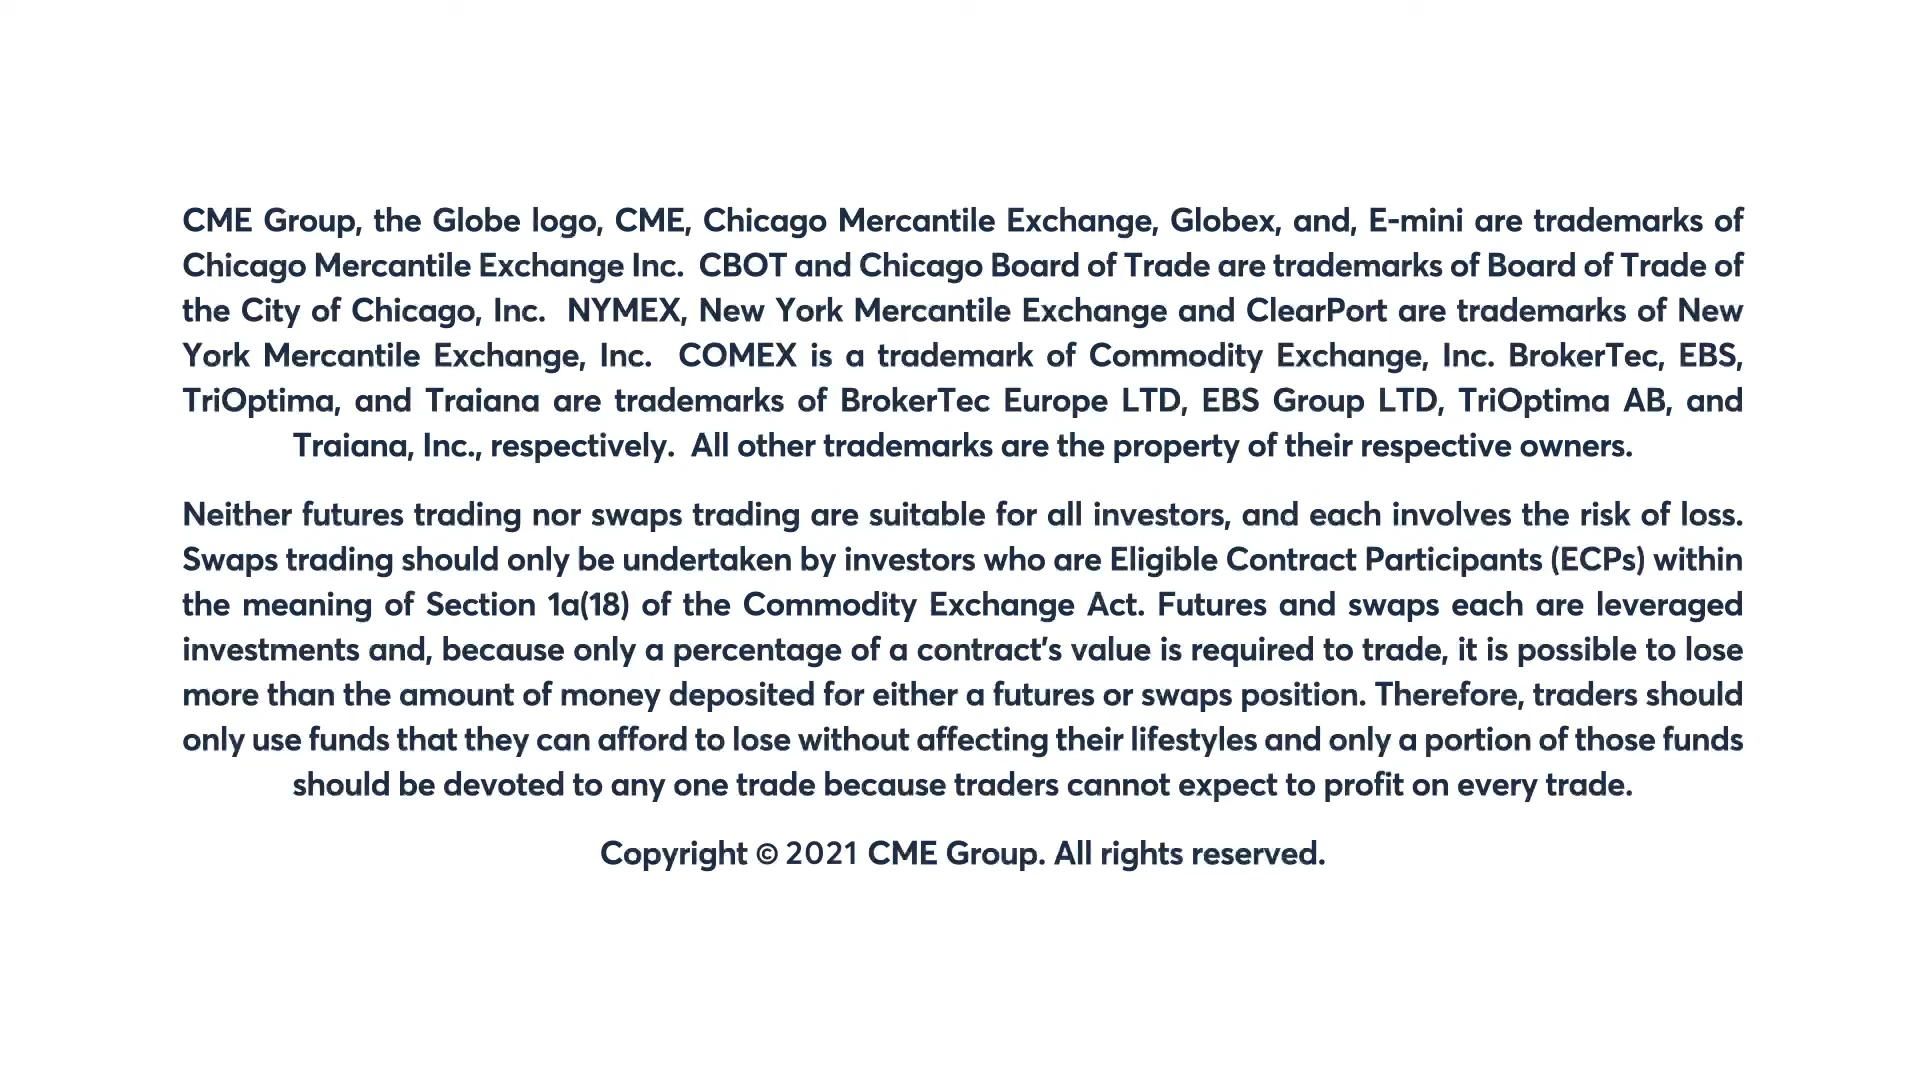 CME Group, the Globe logo, CME, Chicago Mercantile Exchange, Globex, and, E-mini are trademarks of
Chicago Mercantile Exchange Inc.  CBOT and Chicago Board of Trade are trademarks of Board of Trade of
the City of Chicago, Inc.  NYMEX, New York Mercantile Exchange and ClearPort are trademarks of New
York Mercantile Exchange, Inc.  COMEX is a trademark of Commodity Exchange, Inc. BrokerTec, EBS,
TriOptima, and Traiana are trademarks of BrokerTec Europe LTD, EBS Group LTD, TriOptima AB, and
Traiana, Inc., respectively.  All other trademarks are the property of their respective owners.
Neither futures trading nor swaps trading are suitable for all investors, and each involves the risk of loss.
Swaps trading should only be undertaken by investors who are Eligible Contract Participants (ECPs) within
the meaning of Section 1a(18) of the Commodity Exchange Act. Futures and swaps each are leveraged
investments and, because only a percentage of a contract's value is required to trade, it is possible to lose
more than the amount of money deposited for either a futures or swaps position. Therefore, traders should
only use funds that they can afford to lose without affecting their lifestyles and only a portion of those funds
should be devoted to any one trade because traders cannot expect to profit on every trade.
Copyright © 2021 CME Group. All rights reserved.